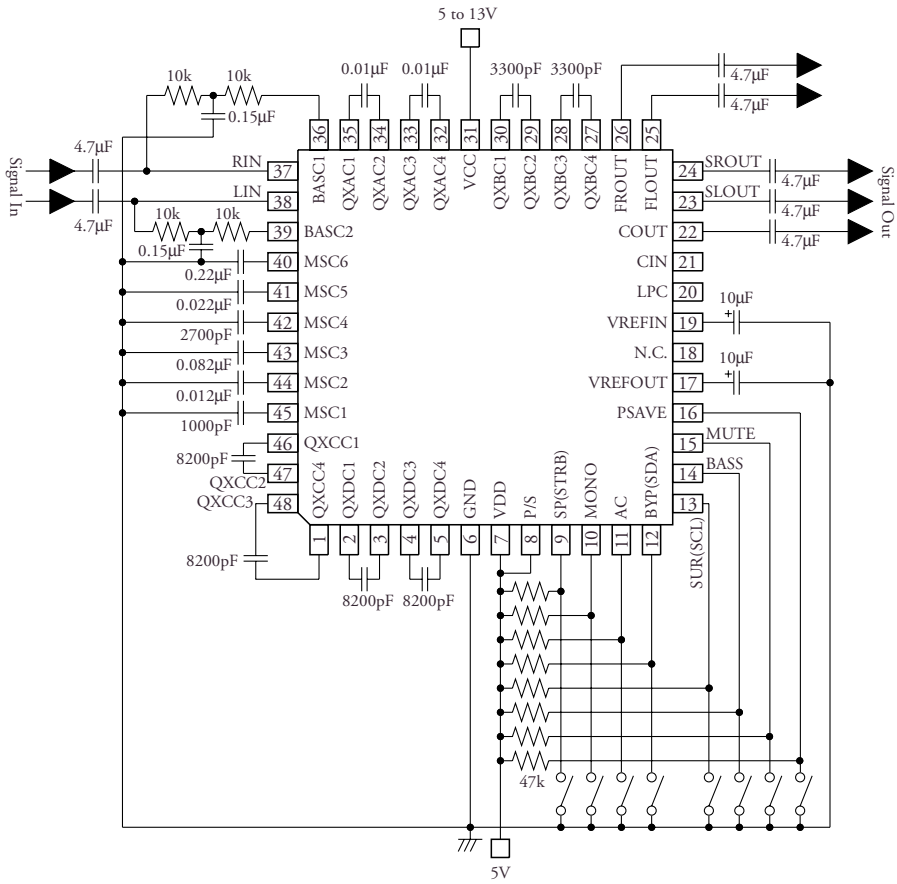 5 to 13V
10k
10k
0.01µF
0.01µF
3300pF
3300pF
4.7µF
4.7µF
0.15µF
36
35
34
33
32
31
30
29
28
27
26
25
BASC1
QXAC1
QXAC2
QXAC3
QXAC4
VCC
QXBC1
QXBC2
QXBC3
QXBC4
FROUT
FLOUT
Signal In
4.7µF
4.7µF
RIN
37
LIN
38
10k
10k
0.15µF
39
BASC2
0.22µF
40
MSC6
0.022µF
41
MSC5
2700pF
42
MSC4
0.082µF
43
MSC3
0.012µF
44
MSC2
1000pF
45
MSC1
46
QXCC1
8200pF
47
QXCC2
QXCC3
48
8200pF
24
SROUT
4.7µF
23
SLOUT
4.7µF
COUT
22
4.7µF
Signal Out
CIN
21
LPC
20
VREFIN
19
10µF
+
N.C.
18
VREFOUT
17
10µF
+
PSAVE
16
15
MUTE
14
BASS
13
SUR(SCL)
QXCC4
QXDC1
QXDC2
QXDC3
QXDC4
GND
VDD
P/S
SP(STRB)
MONO
AC
BYP(SDA)
1
2
3
4
5
6
7
8
9
10
11
12
8200pF
8200pF
47k
5V